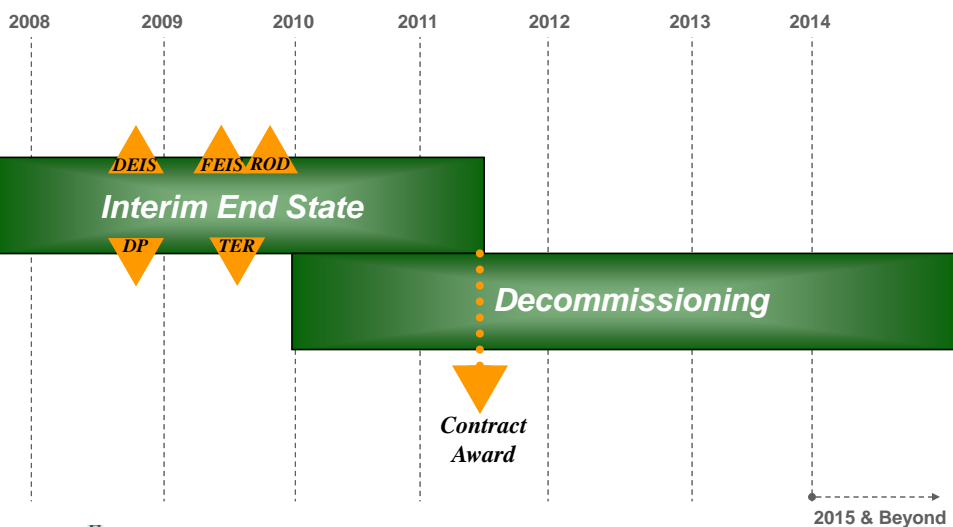 2008 2009 2010 2011 2012 2013 2014
DEIS FEIS ROD
Interim End State
DP TER
Decommissioning
Contract
Award
2015 & Beyond